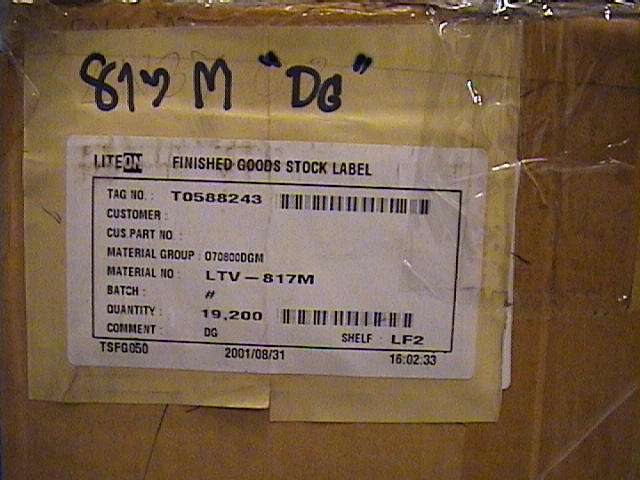 817 M "DG"
LITEON FINISHED GOODS STOCK LABEL
TAG NO. : T0588243
CUSTOMER :
CUS.PART NO :
MATERIAL GROUP : 070800DGM
MATERIAL NO : LTV-817M
BATCH : #
QUANTITY : 19,200
COMMENT : DG SHELF : LF2
TSFG050 2001/08/31 16:02:33